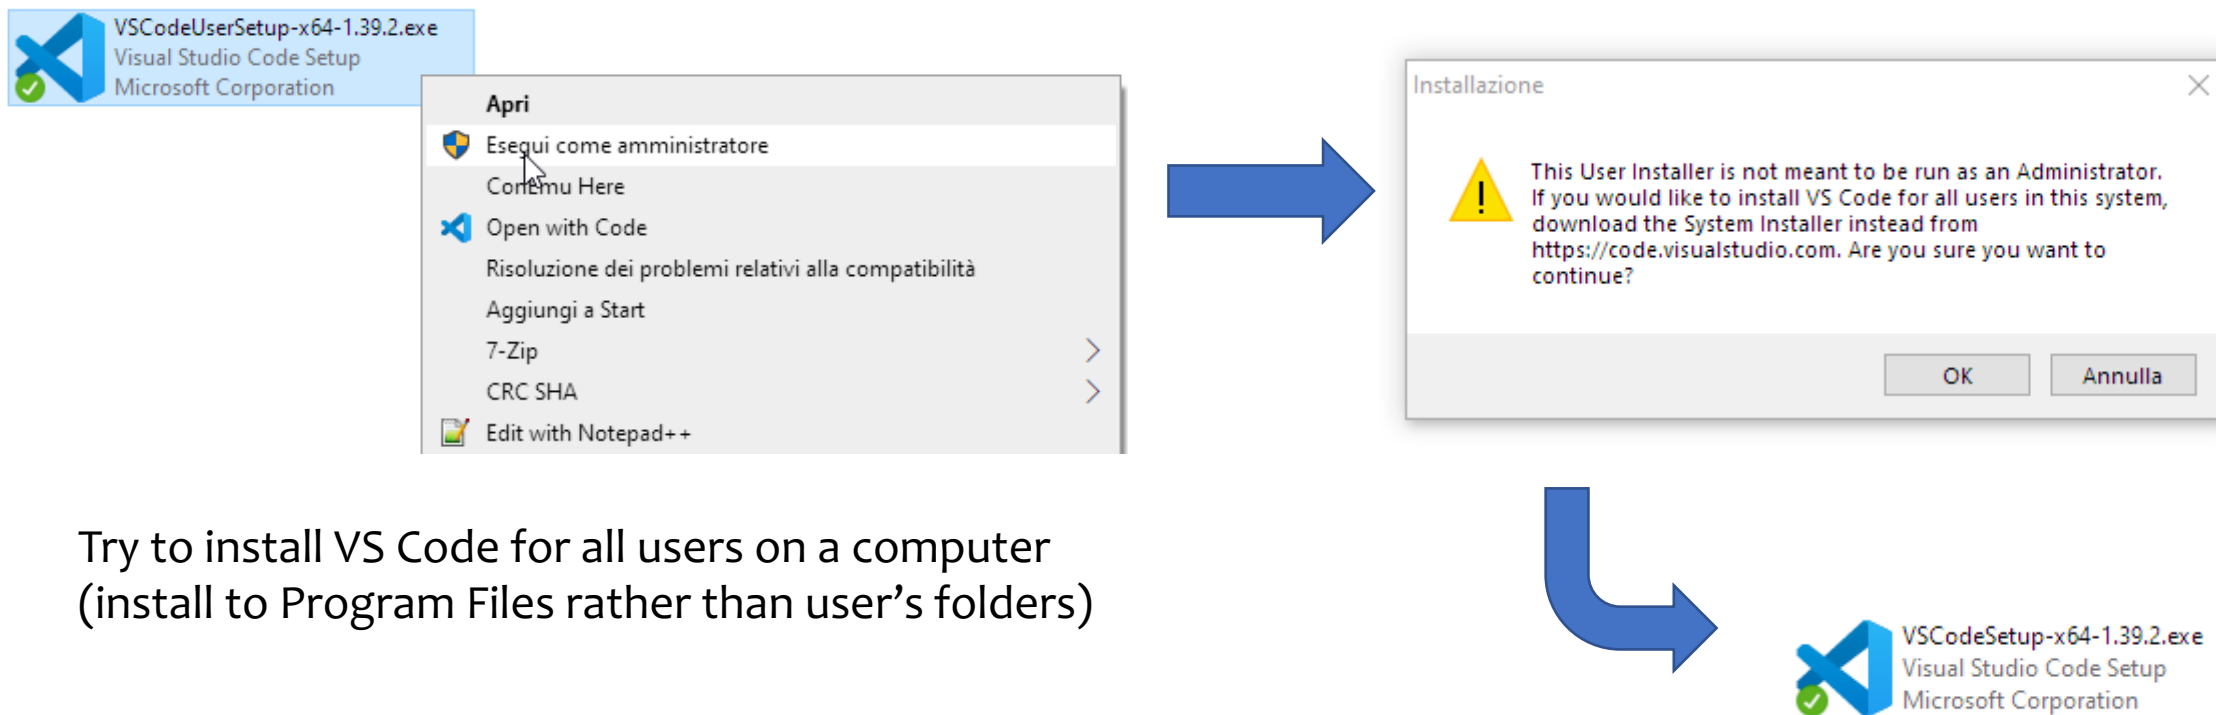 VSCodeUserSetup-x64-1.39.2.exe
Visual Studio Code Setup
Microsoft Corporation
Apri
Esegui come amministratore
ConEmu Here
Open with Code
Risoluzione dei problemi relativi alla compatibilità
Aggiungi a Start
7-Zip
CRC SHA
Edit with Notepad++
Installazione
This User Installer is not meant to be run as an Administrator.
If you would like to install VS Code for all users in this system,
download the System Installer instead from
https://code.visualstudio.com. Are you sure you want to
continue?
OK
Annulla
Try to install VS Code for all users on a computer
(install to Program Files rather than user’s folders)
VSCodeSetup-x64-1.39.2.exe
Visual Studio Code Setup
Microsoft Corporation